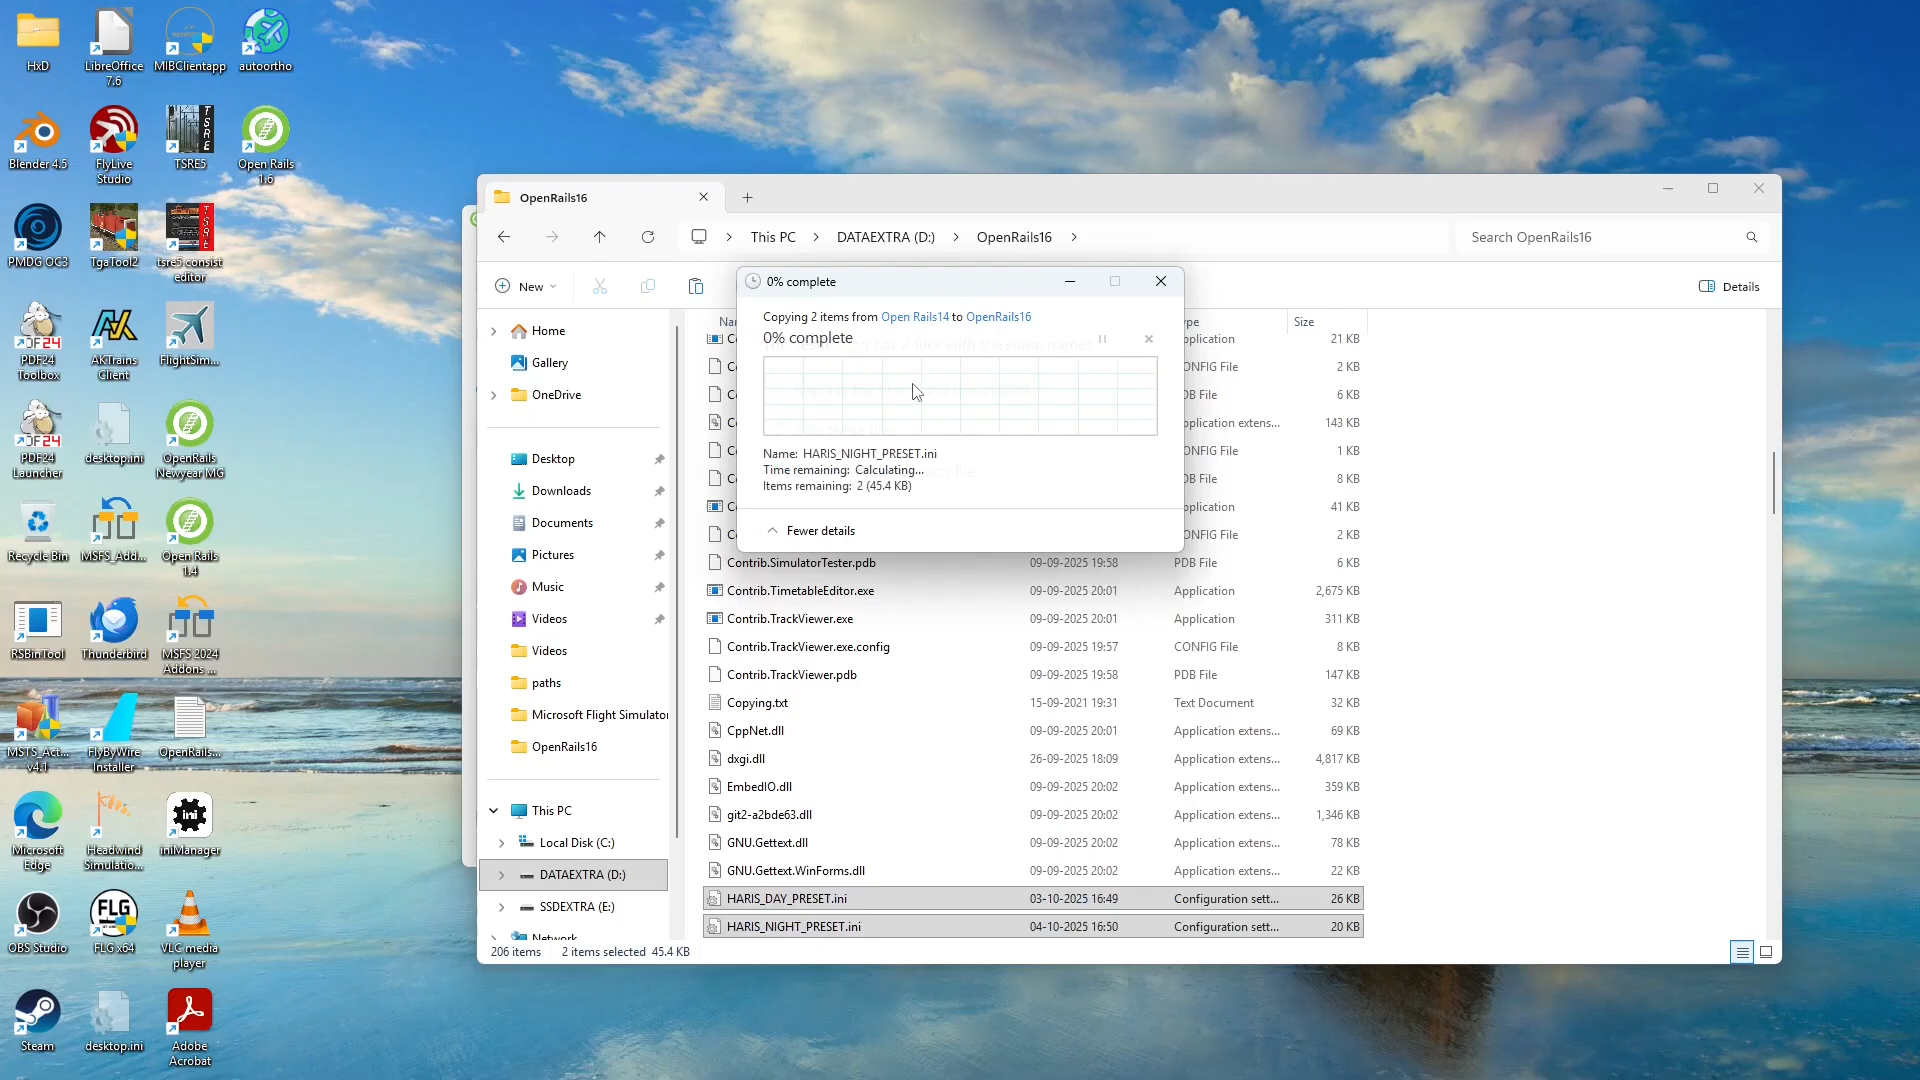 HxD
LibreOffice
7.6
MIBClientapp
autoortho
Blender 4.5
FlyLive
Studio
TSRE5
Open Rails
1.6
PMDG OC3
TgaTool2
tsre5 consist
editor
PDF24
Toolbox
AKTrains
Client
FlightSim...
PDF24
Launcher
desktop.ini
OpenRails
Newyear MG
Recycle Bin
MSFS_Add...
Open Rails
1.4
RSBinTool
Thunderbird
MSFS 2024
Addons ...
MSTS_Act...
v4.1
FlyByWire
Installer
OpenRails...
Microsoft
Edge
Headwind
Simulatio...
iniManager
OBS Studio
FLG x64
VLC media
player
Steam
desktop.ini
Adobe
Acrobat
OpenRails16
This PC
DATAEXTRA (D:)
OpenRails16
Search OpenRails16
New
Details
0% complete
Copying 2 items from Open Rails14 to OpenRails16
0% complete
Name: HARIS_NIGHT_PRESET.ini
Time remaining: Calculating...
Items remaining: 2 (45.4 KB)
Fewer details
Home
Gallery
OneDrive
Desktop
Downloads
Documents
Pictures
Music
Videos
Videos
paths
Microsoft Flight Simulator
OpenRails16
This PC
Local Disk (C:)
DATAEXTRA (D:)
SSDEXTRA (E:)
Network
Size
21 KB
2 KB
6 KB
143 KB
1 KB
8 KB
41 KB
2 KB
Contrib.SimulatorTester.pdb 09-09-2025 19:58 PDB File 6 KB
Contrib.TimetableEditor.exe 09-09-2025 20:01 Application 2,675 KB
Contrib.TrackViewer.exe 09-09-2025 20:01 Application 311 KB
Contrib.TrackViewer.exe.config 09-09-2025 19:57 CONFIG File 8 KB
Contrib.TrackViewer.pdb 09-09-2025 19:58 PDB File 147 KB
Copying.txt 15-09-2021 19:31 Text Document 32 KB
CppNet.dll 09-09-2025 20:01 Application extens... 69 KB
dxgi.dll 26-09-2025 18:09 Application extens... 4,817 KB
EmbedIO.dll 09-09-2025 20:02 Application extens... 359 KB
git2-a2bde63.dll 09-09-2025 20:02 Application extens... 1,346 KB
GNU.Gettext.dll 09-09-2025 20:02 Application extens... 78 KB
GNU.Gettext.WinForms.dll 09-09-2025 20:02 Application extens... 22 KB
HARIS_DAY_PRESET.ini 03-10-2025 16:49 Configuration sett... 26 KB
HARIS_NIGHT_PRESET.ini 04-10-2025 16:50 Configuration sett... 20 KB
206 items 2 items selected 45.4 KB